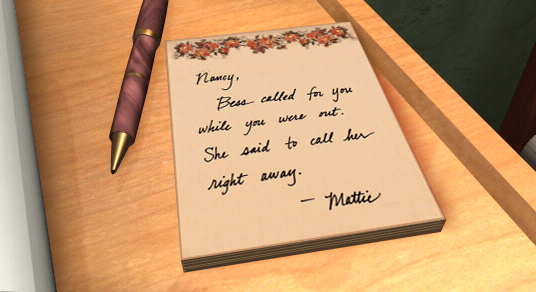 Nancy,
Bess called for you
while you were out.
She said to call her
right away.
— Mattie